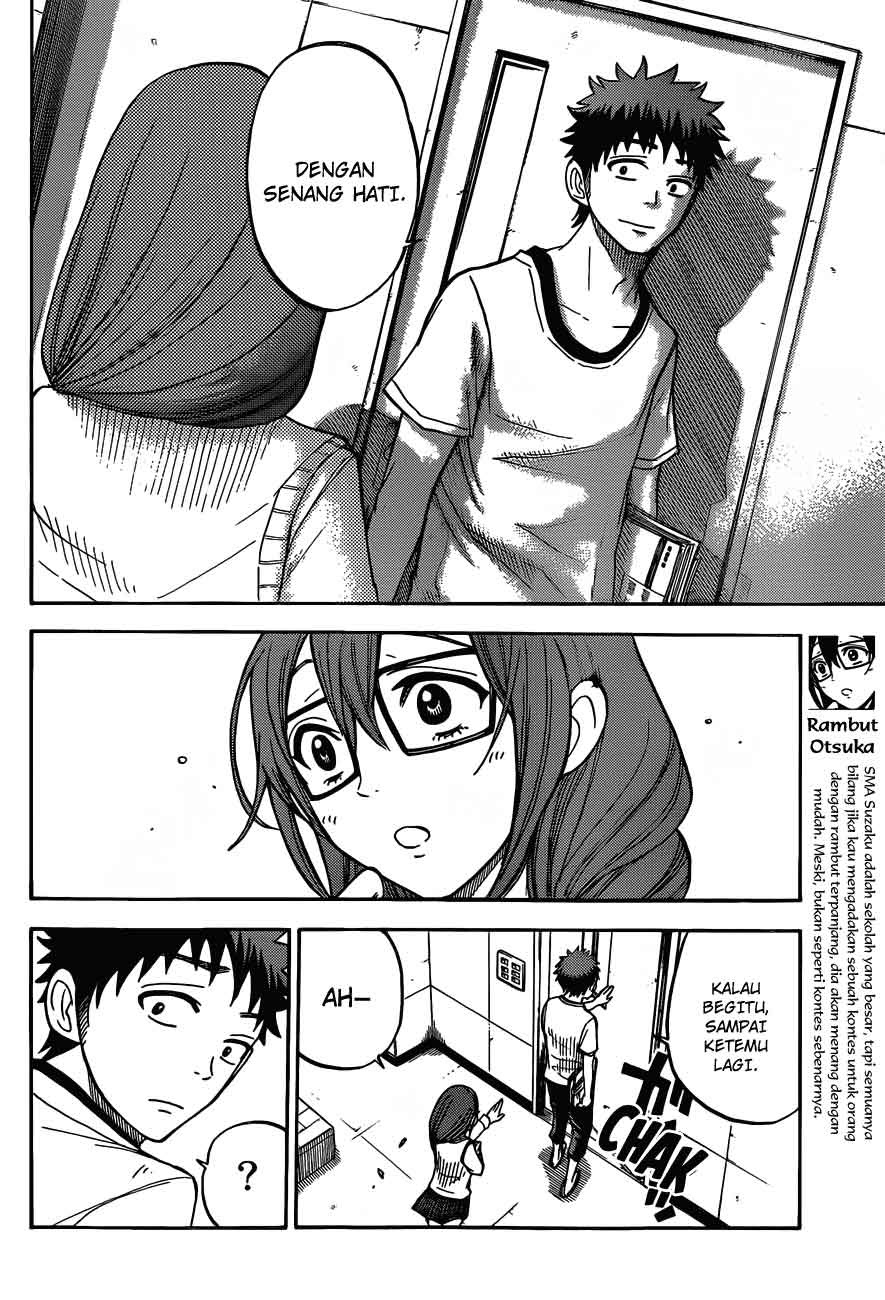 DENGAN
SENANG HATI.
Rambut
Otsuka
SMA Suzaku adalah sekolah yang besar, tapi semuanya
bilang jika kau mengadakan sebuah kontes untuk orang
dengan rambut terpanjang, dia akan menang dengan
mudah. Meski, bukan seperti kontes sebenarnya.
KALAU
BEGITU,
SAMPAI
KETEMU
LAGI.
AH–
CHAK
?